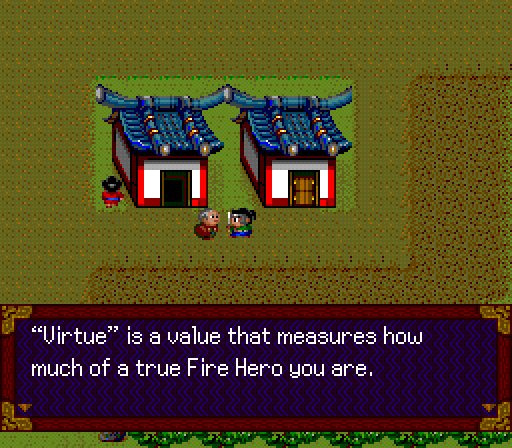 “Virtue” is a value that measures how
much of a true Fire Hero you are.